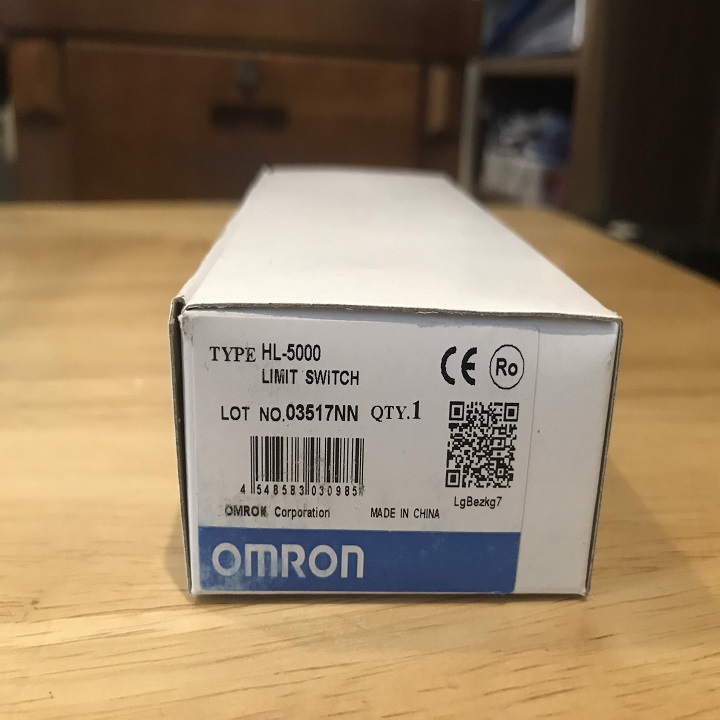 TYPE HL-5000
LIMIT SWITCH
CE Ro
LOT NO. 03517NN QTY.1
4 548583 030985
LgBezkg7
OMRON Corporation MADE IN CHINA
OMRON